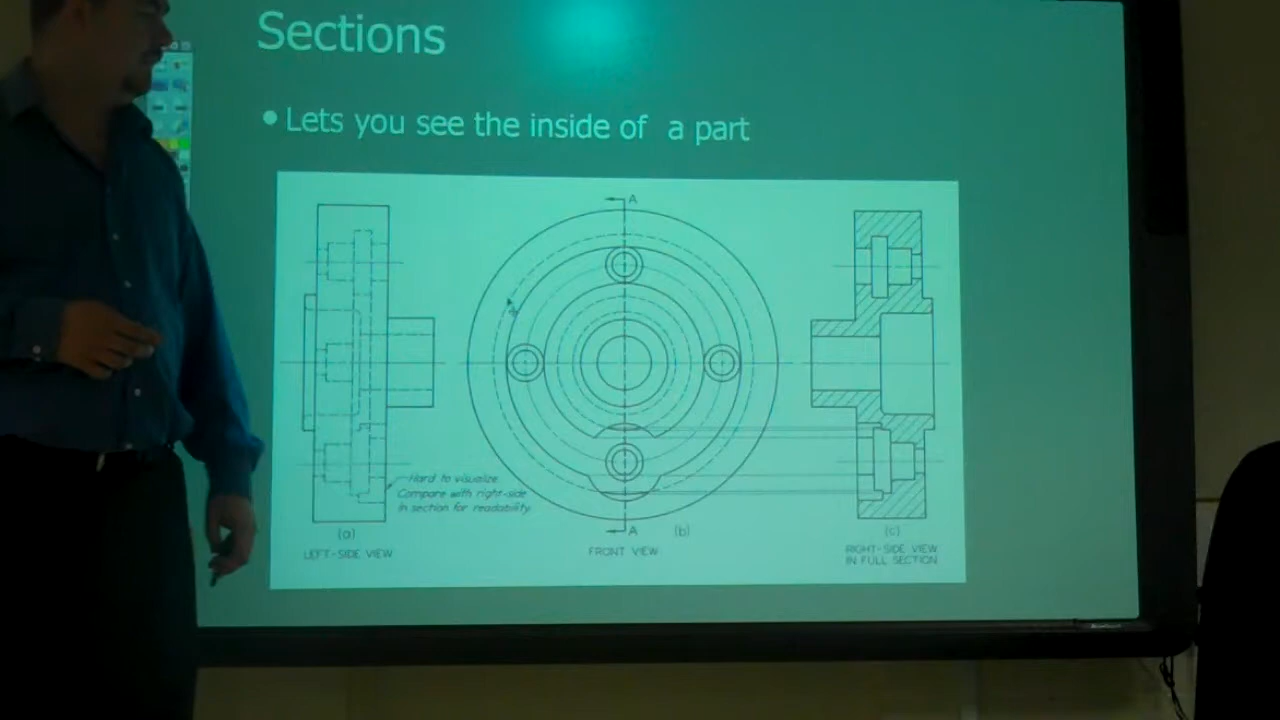 Sections
• Lets you see the inside of a part
A
Hard to visualize.
Compare with right-side
in section for readability.
A
(a)
(b)
(c)
LEFT-SIDE VIEW
FRONT VIEW
RIGHT-SIDE VIEW
IN FULL SECTION